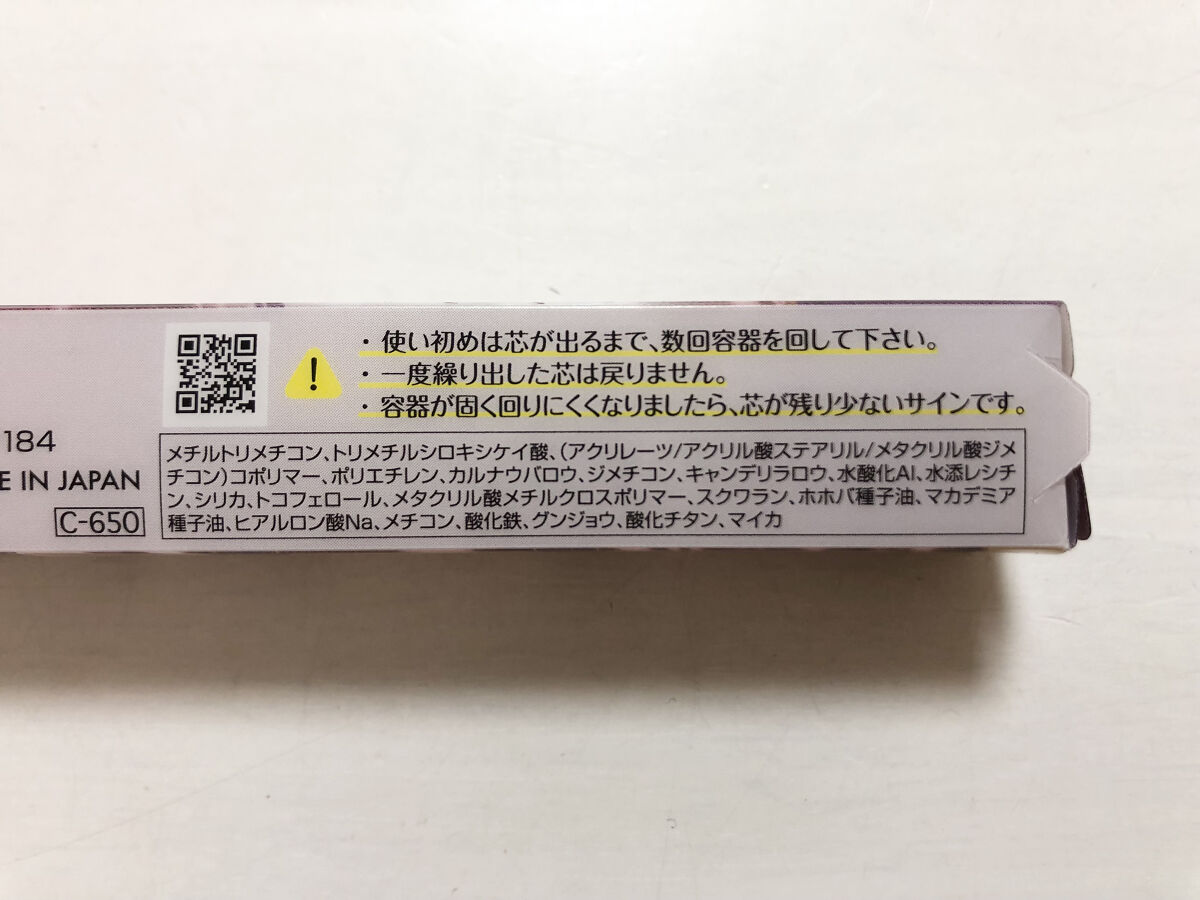 ・使い初めは芯が出るまで、数回容器を回して下さい。
・一度繰り出した芯は戻りません。
・容器が固く回りにくくなりましたら、芯が残り少ないサインです。
!
184
E IN JAPAN
C-650
メチルトリメチコン、トリメチルシロキシケイ酸、(アクリレーツ/アクリル酸ステアリル/メタクリル酸ジメ
チコン)コポリマー、ポリエチレン、カルナウバロウ、ジメチコン、キャンデリラロウ、水酸化Al、水添レシチ
ン、シリカ、トコフェロール、メタクリル酸メチルクロスポリマー、スクワラン、ホホバ種子油、マカデミア
種子油、ヒアルロン酸Na、メチコン、酸化鉄、グンジョウ、酸化チタン、マイカ